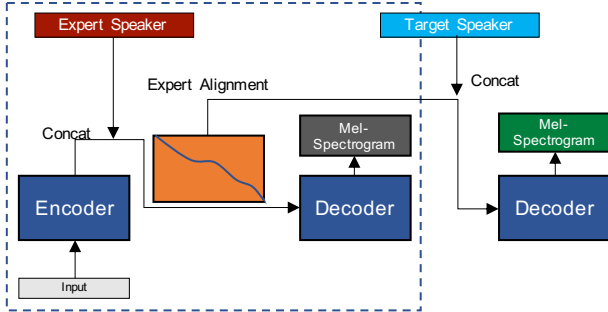 Expert Speaker
Target Speaker
Expert Alignment
Concat
Concat
Mel-
Spectrogram
Mel-
Spectrogram
Encoder
Decoder
Decoder
Input